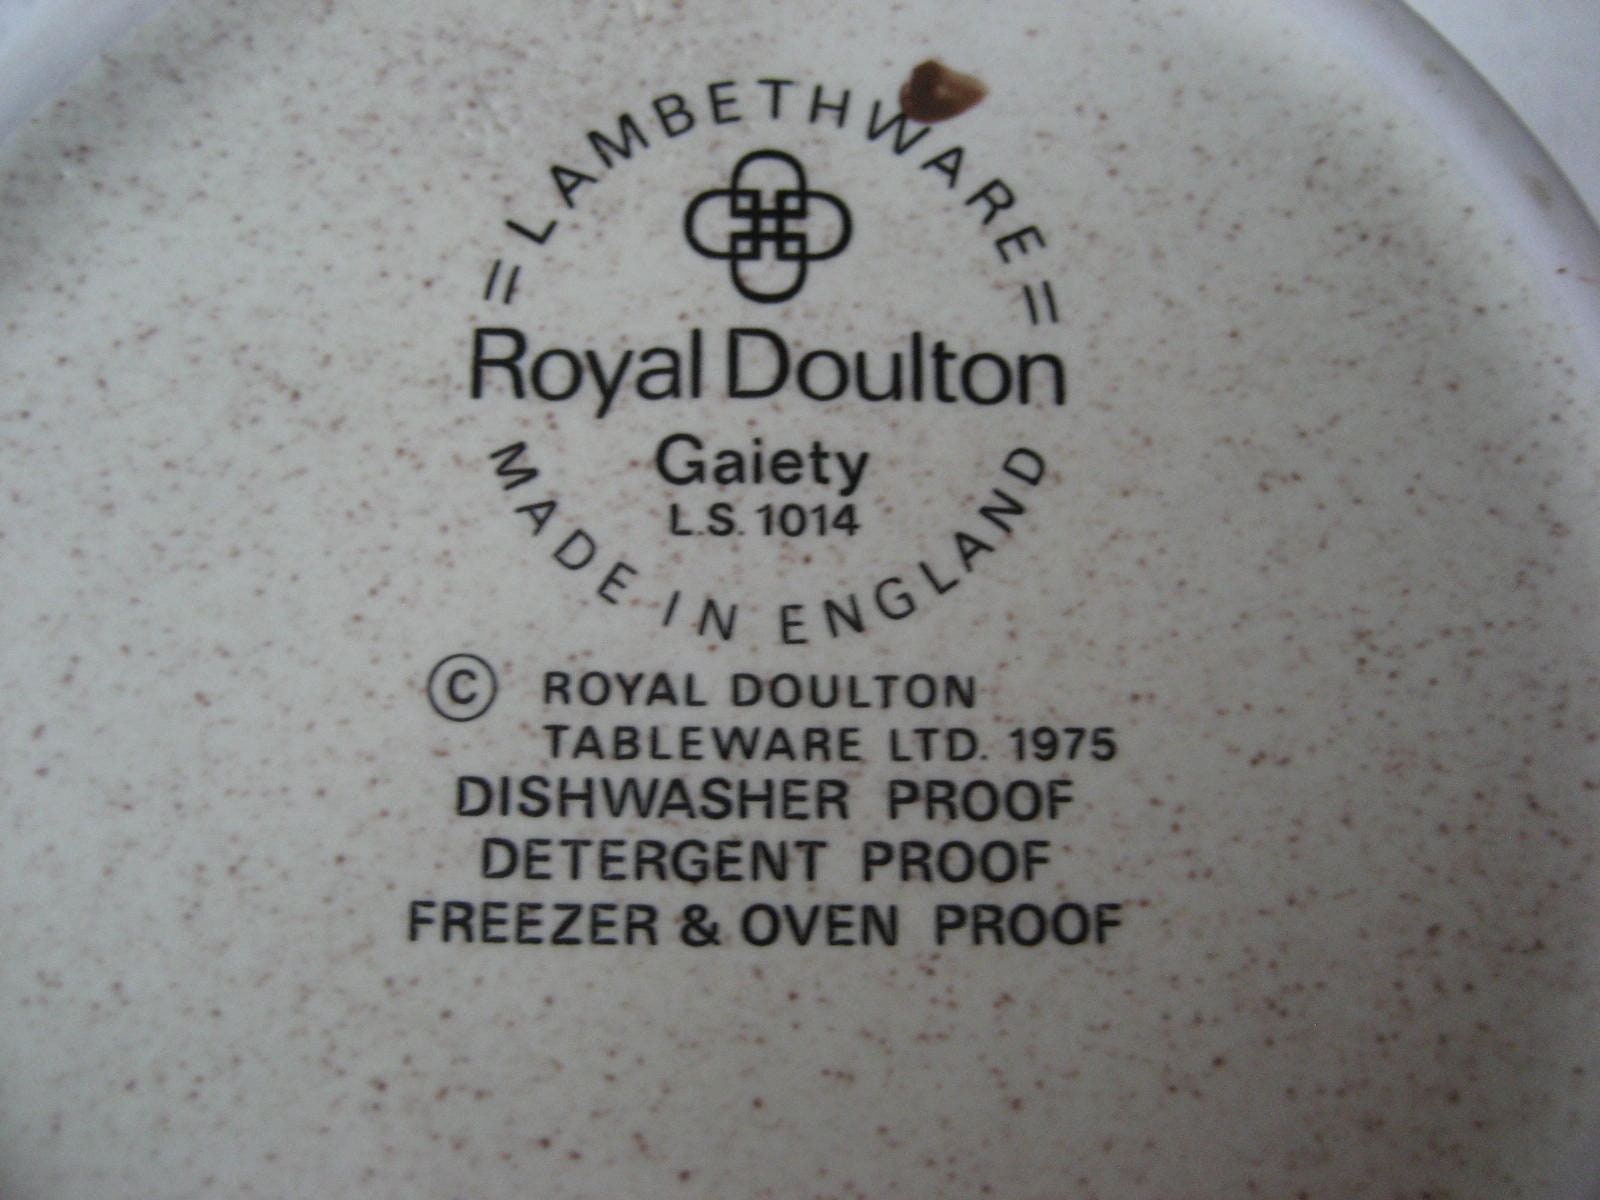 =LAMBETHWARE=
Royal Doulton
Gaiety
L.S. 1014
MADE IN ENGLAND
© ROYAL DOULTON
TABLEWARE LTD. 1975
DISHWASHER PROOF
DETERGENT PROOF
FREEZER & OVEN PROOF